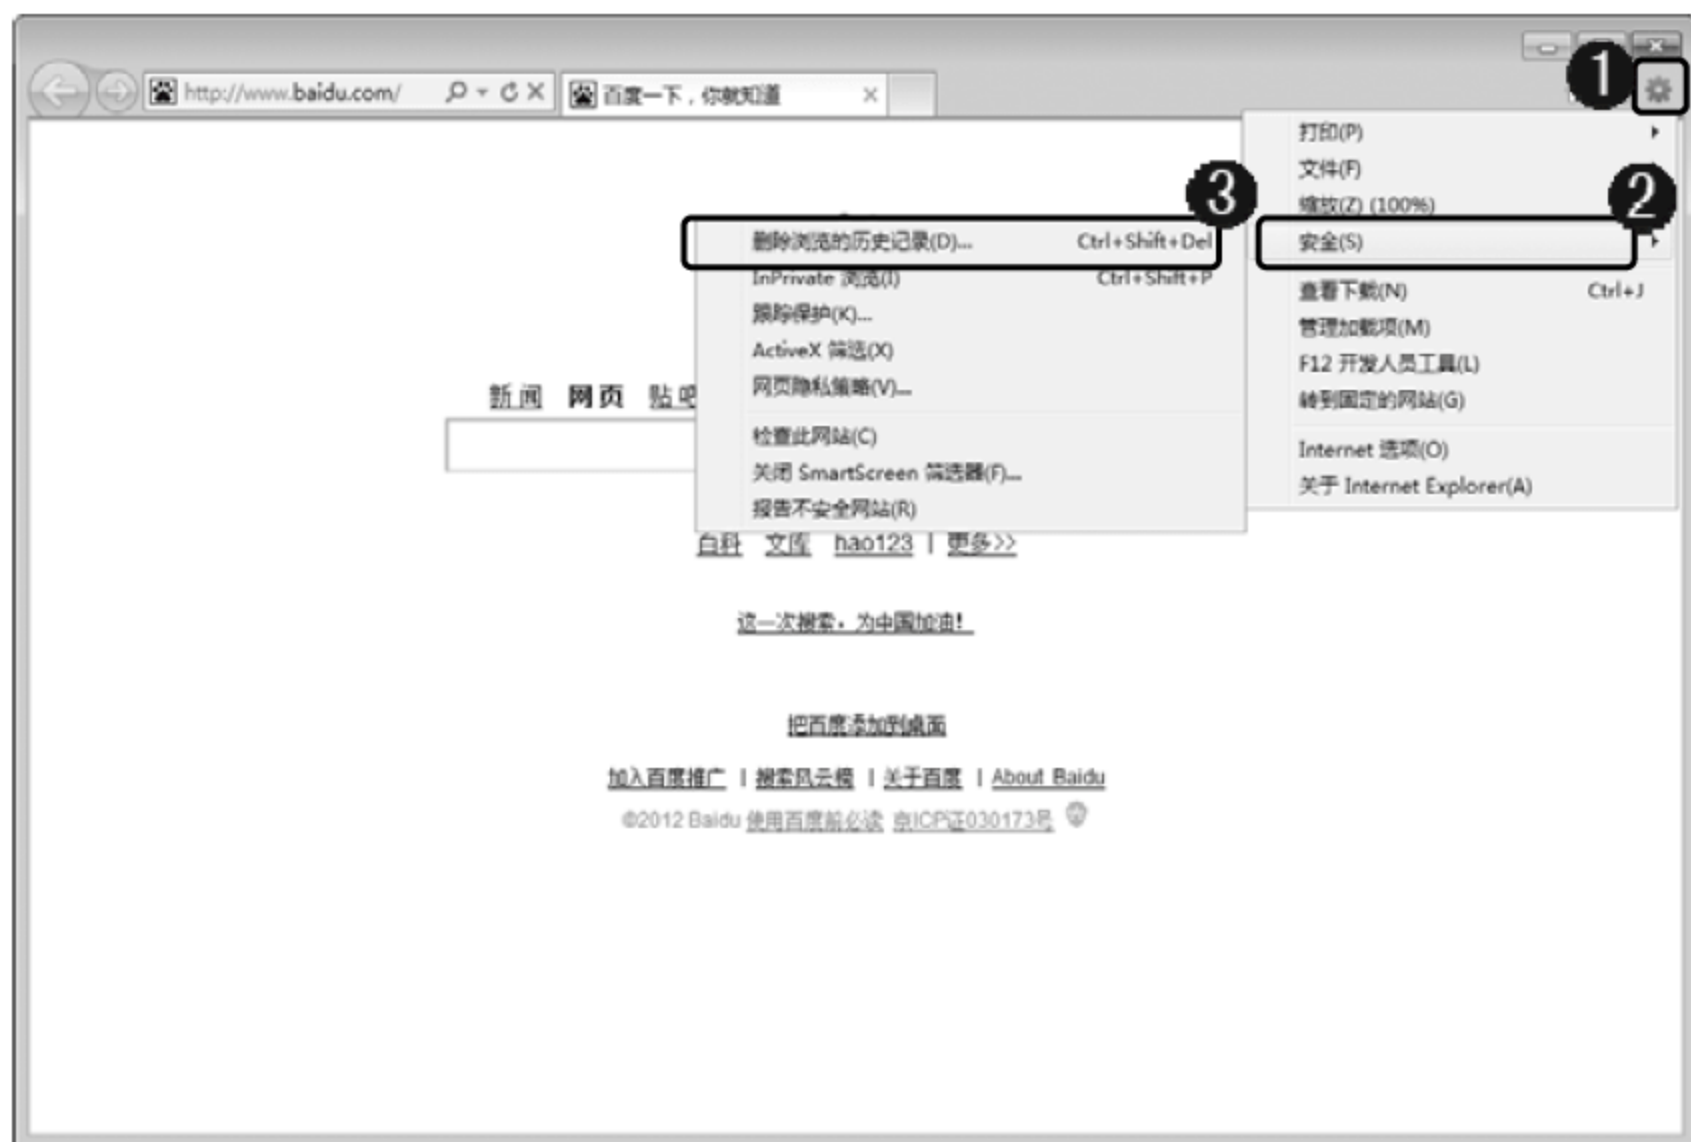 http://www.baidu.com/
百度一下，你就知道
1
打印(P)
文件(F)
缩放(Z) (100%)
2
安全(S)
查看下载(N) Ctrl+J
管理加载项(M)
F12 开发人员工具(L)
转到固定的网站(G)
Internet 选项(O)
关于 Internet Explorer(A)
3
删除浏览的历史记录(D)... Ctrl+Shift+Del
InPrivate 浏览(I) Ctrl+Shift+P
跟踪保护(K)...
ActiveX 筛选(X)
网页隐私策略(V)...
检查此网站(C)
关闭 SmartScreen 筛选器(F)...
报告不安全网站(R)
新闻 网页 贴吧
百科 文库 hao123 | 更多>>
这一次搜索，为中国加油！
把百度添加到桌面
加入百度推广 | 搜索风云榜 | 关于百度 | About Baidu
©2012 Baidu 使用百度前必读 京ICP证030173号